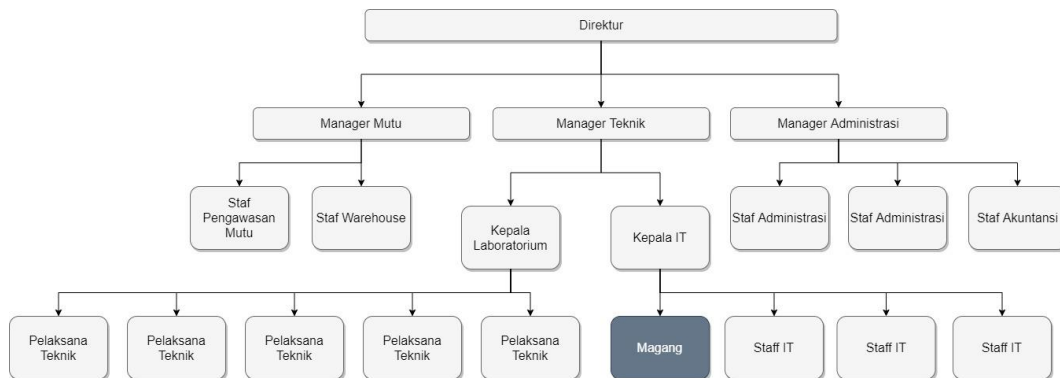 Direktur
Manager Mutu
Manager Teknik
Manager Administrasi
Staf
Pengawasan
Mutu
Staf Warehouse
Kepala
Laboratorium
Kepala IT
Staf Administrasi
Staf Administrasi
Staf Akuntansi
Pelaksana
Teknik
Pelaksana
Teknik
Pelaksana
Teknik
Pelaksana
Teknik
Pelaksana
Teknik
Magang
Staff IT
Staff IT
Staff IT